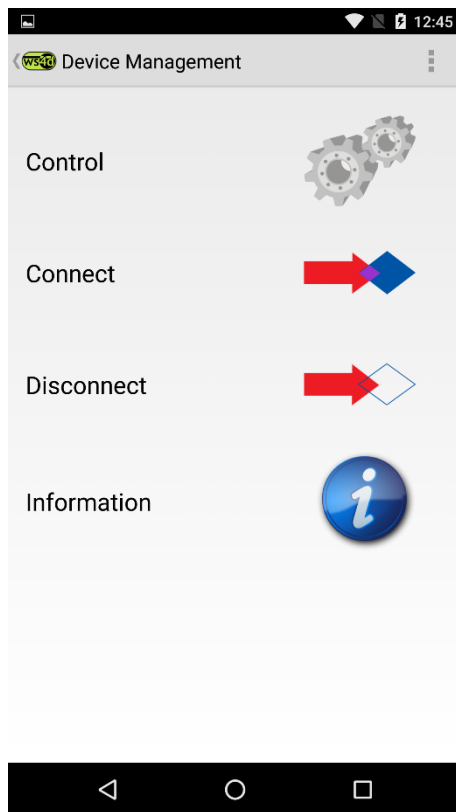 12:45
ws4d Device Management
Control
Connect
Disconnect
Information